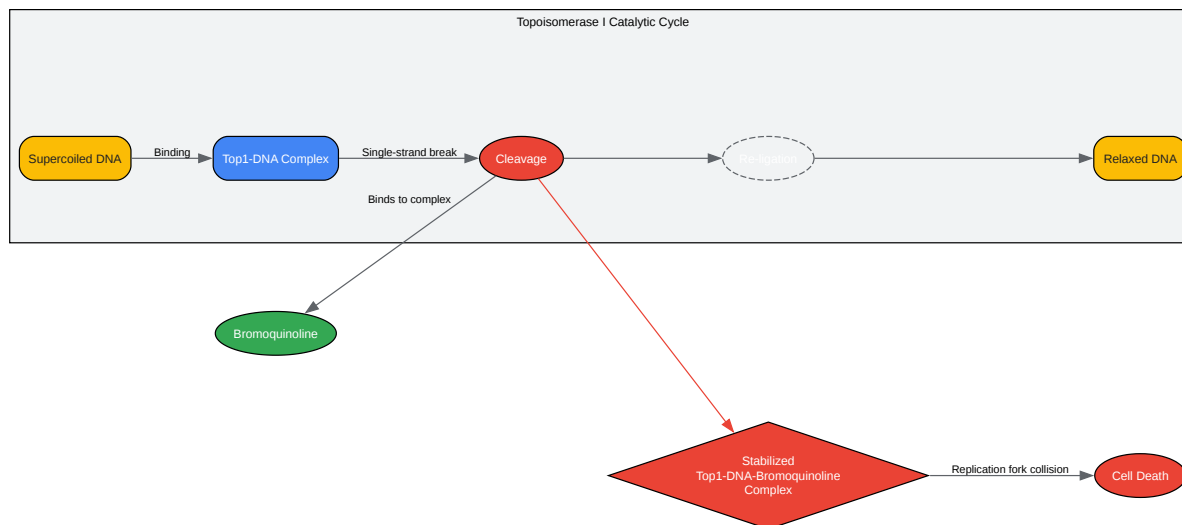 Topoisomerase I Catalytic Cycle
Supercoiled DNA
Binding
Top1-DNA Complex
Single-strand break
Cleavage
Re-ligation
Relaxed DNA
Binds to complex
Bromoquinoline
Stabilized
Top1-DNA-Bromoquinoline
Complex
Replication fork collision
Cell Death